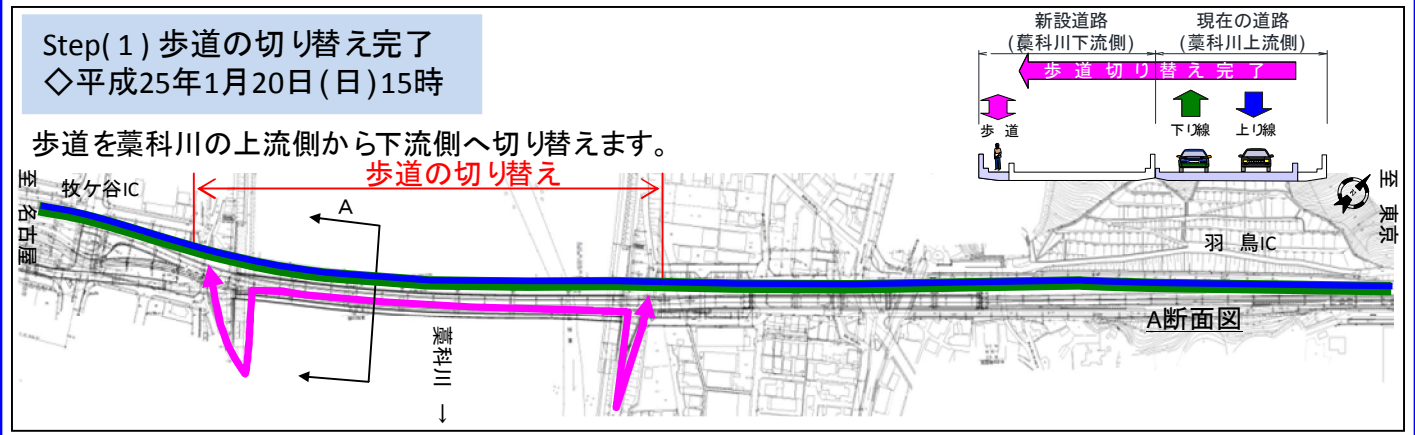 Step(1) 歩道の切り替え完了
◇平成25年1月20日(日)15時
歩道を藁科川の上流側から下流側へ切り替えます。
新設道路
(藁科川下流側)
現在の道路
(藁科川上流側)
歩道切り替え完了
歩 道
下り線
上り線
歩道の切り替え
至 名古屋
牧ケ谷IC
A
藁科川 →
羽 鳥IC
至 東京
A断面図